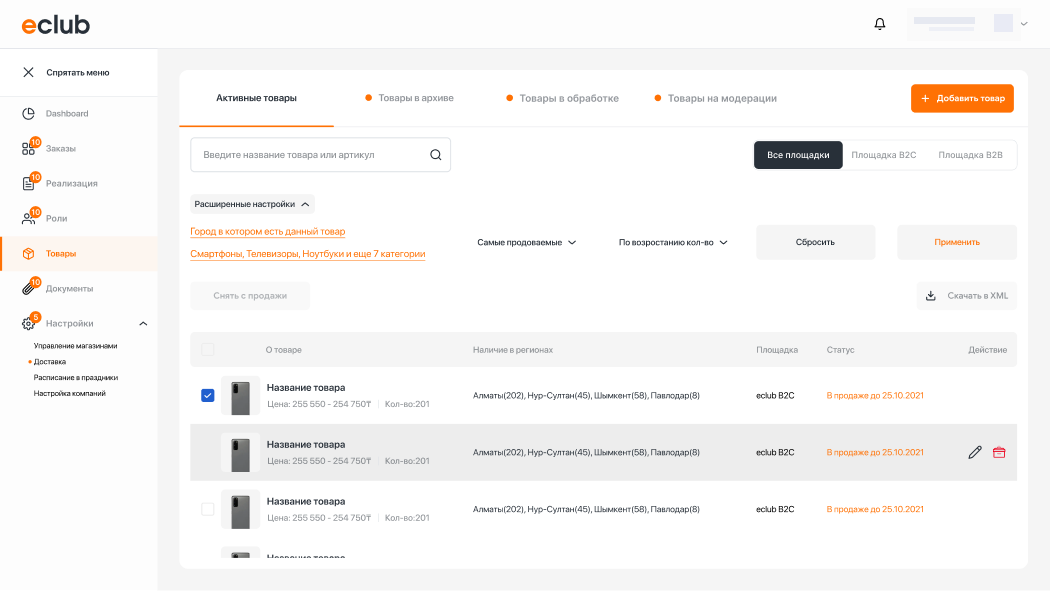 eclub
Спрятать меню
Dashboard
10
Заказы
10
Реализация
10
Роли
Товары
10
Документы
5
Настройки
Управление магазинами
Доставка
Расписание в праздники
Настройка компаний
Активные товары
Товары в архиве
Товары в обработке
Товары на модерации
+ Добавить товар
Введите название товара или артикул
Все площадки
Площадка B2C
Площадка B2B
Расширенные настройки
Город в котором есть данный товар
Смартфоны, Телевизоры, Ноутбуки и еще 7 категории
Самые продоваемые
По возростанию кол-во
Сбросить
Применить
Снять с продажи
Скачать в XML
О товаре
Наличие в регионах
Площадка
Статус
Действие
Название товара
Цена: 255 550 - 254 750₸ | Кол-во:201
Алматы(202), Нур-Султан(45), Шымкент(58), Павлодар(8)
eclub B2C
В продаже до 25.10.2021
Название товара
Цена: 255 550 - 254 750₸ | Кол-во:201
Алматы(202), Нур-Султан(45), Шымкент(58), Павлодар(8)
eclub B2C
В продаже до 25.10.2021
Название товара
Цена: 255 550 - 254 750₸ | Кол-во:201
Алматы(202), Нур-Султан(45), Шымкент(58), Павлодар(8)
eclub B2C
В продаже до 25.10.2021
Название товара